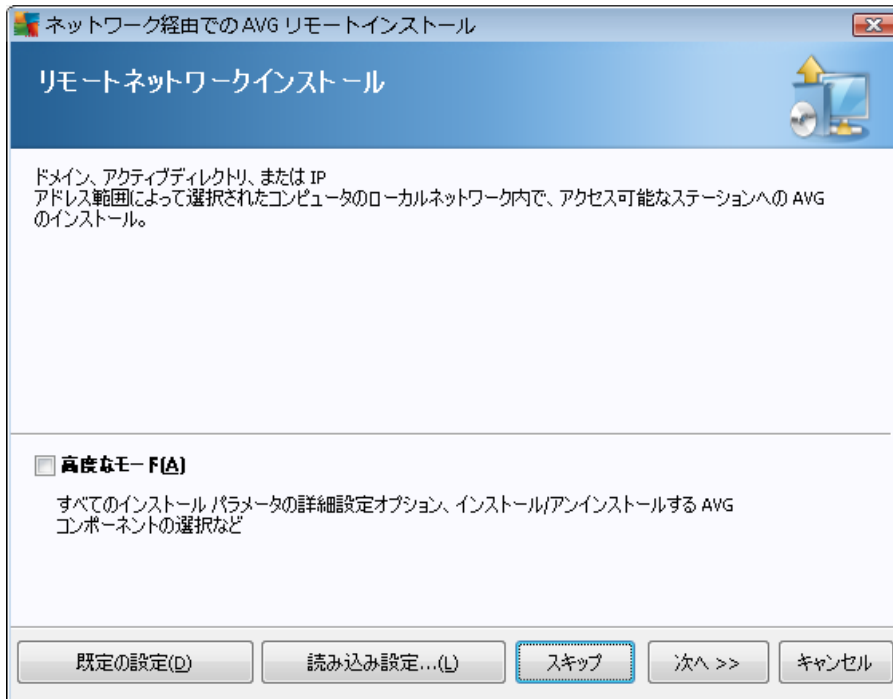 ネットワーク経由での AVG リモートインストール
リモートネットワークインストール
ドメイン、アクティブディレクトリ、または IP
アドレス範囲によって選択されたコンピュータのローカルネットワーク内で、アクセス可能なステーションへの AVG
のインストール。
高度なモード(A)
すべてのインストール パラメータの詳細設定オプション、インストール/アンインストールする AVG
コンポーネントの選択など
既定の設定(D)
読み込み設定...(L)
スキップ
次へ >>
キャンセル